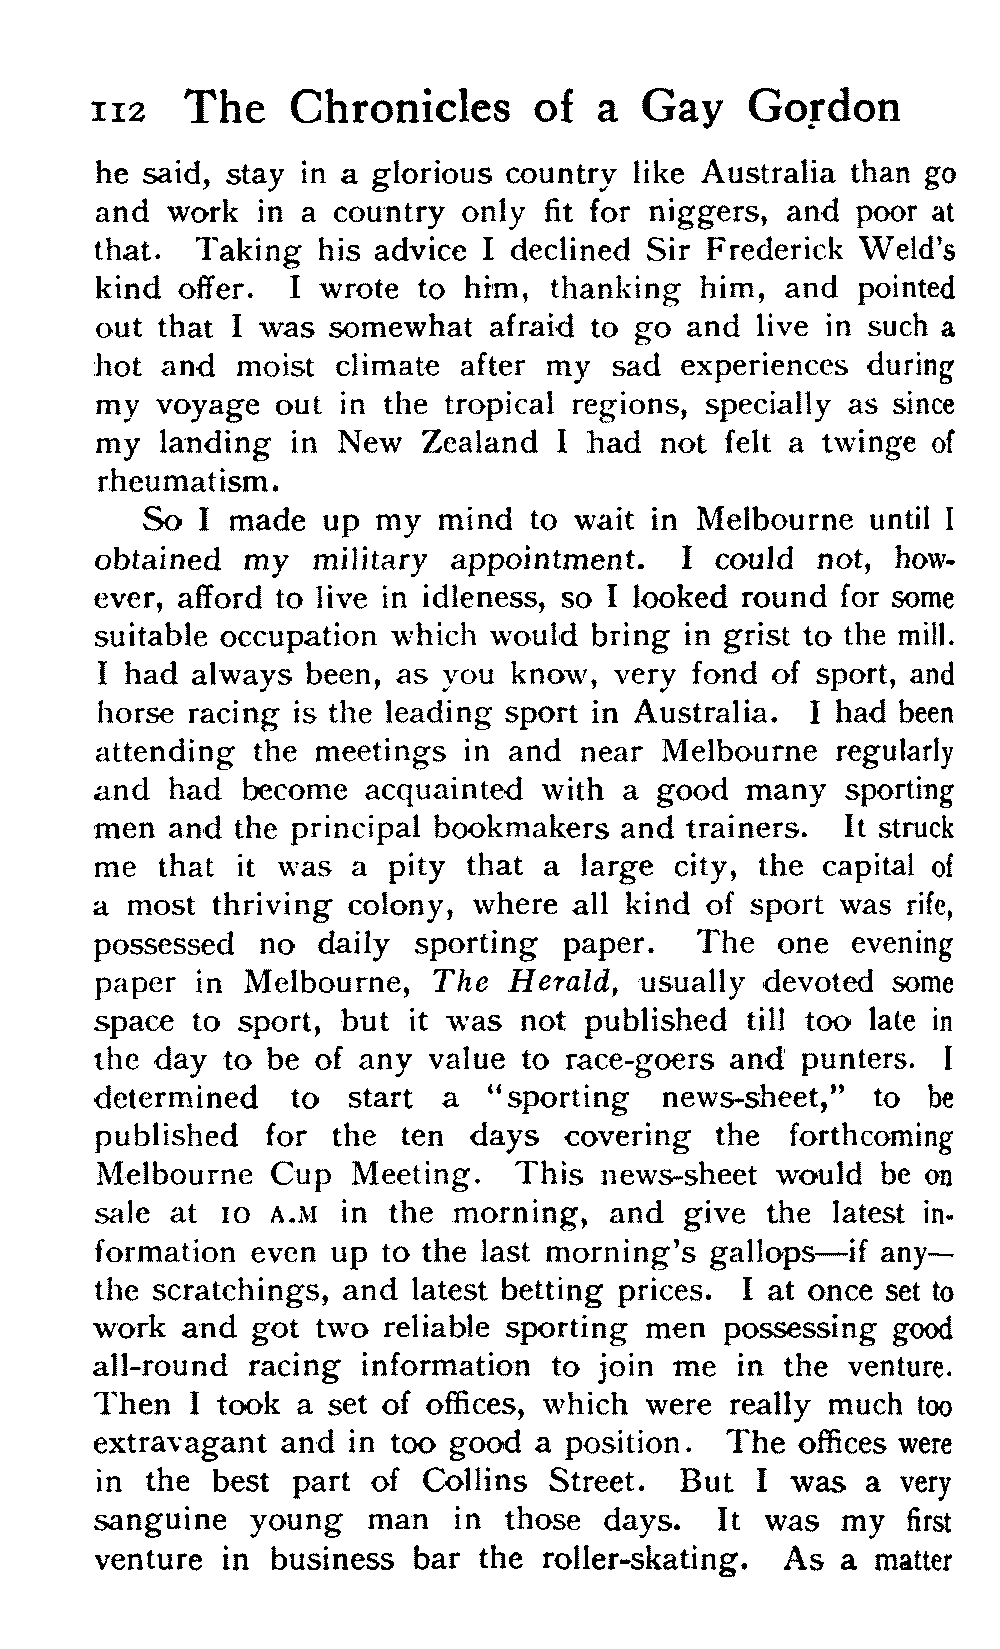 112 The Chronicles of a Gay Gordon
he said, stay in a glorious country like Australia than go
and work in a country only fit for niggers, and poor at
that. Taking his advice I declined Sir Frederick Weld's
kind offer. I wrote to him, thanking him, and pointed
out that I was somewhat afraid to go and live in such a
hot and moist climate after my sad experiences during
my voyage out in the tropical regions, specially as since
my landing in New Zealand I had not felt a twinge of
rheumatism.
So I made up my mind to wait in Melbourne until I
obtained my military appointment. I could not, how-
ever, afford to live in idleness, so I looked round for some
suitable occupation which would bring in grist to the mill.
I had always been, as you know, very fond of sport, and
horse racing is the leading sport in Australia. I had been
attending the meetings in and near Melbourne regularly
and had become acquainted with a good many sporting
men and the principal bookmakers and trainers. It struck
me that it was a pity that a large city, the capital of
a most thriving colony, where all kind of sport was rife,
possessed no daily sporting paper. The one evening
paper in Melbourne, The Herald, usually devoted some
space to sport, but it was not published till too late in
the day to be of any value to race-goers and punters. I
determined to start a "sporting news-sheet," to be
published for the ten days covering the forthcoming
Melbourne Cup Meeting. This news-sheet would be on
sale at 10 A.M in the morning, and give the latest in-
formation even up to the last morning's gallops—if any—
the scratchings, and latest betting prices. I at once set to
work and got two reliable sporting men possessing good
all-round racing information to join me in the venture.
Then I took a set of offices, which were really much too
extravagant and in too good a position. The offices were
in the best part of Collins Street. But I was a very
sanguine young man in those days. It was my first
venture in business bar the roller-skating. As a matter